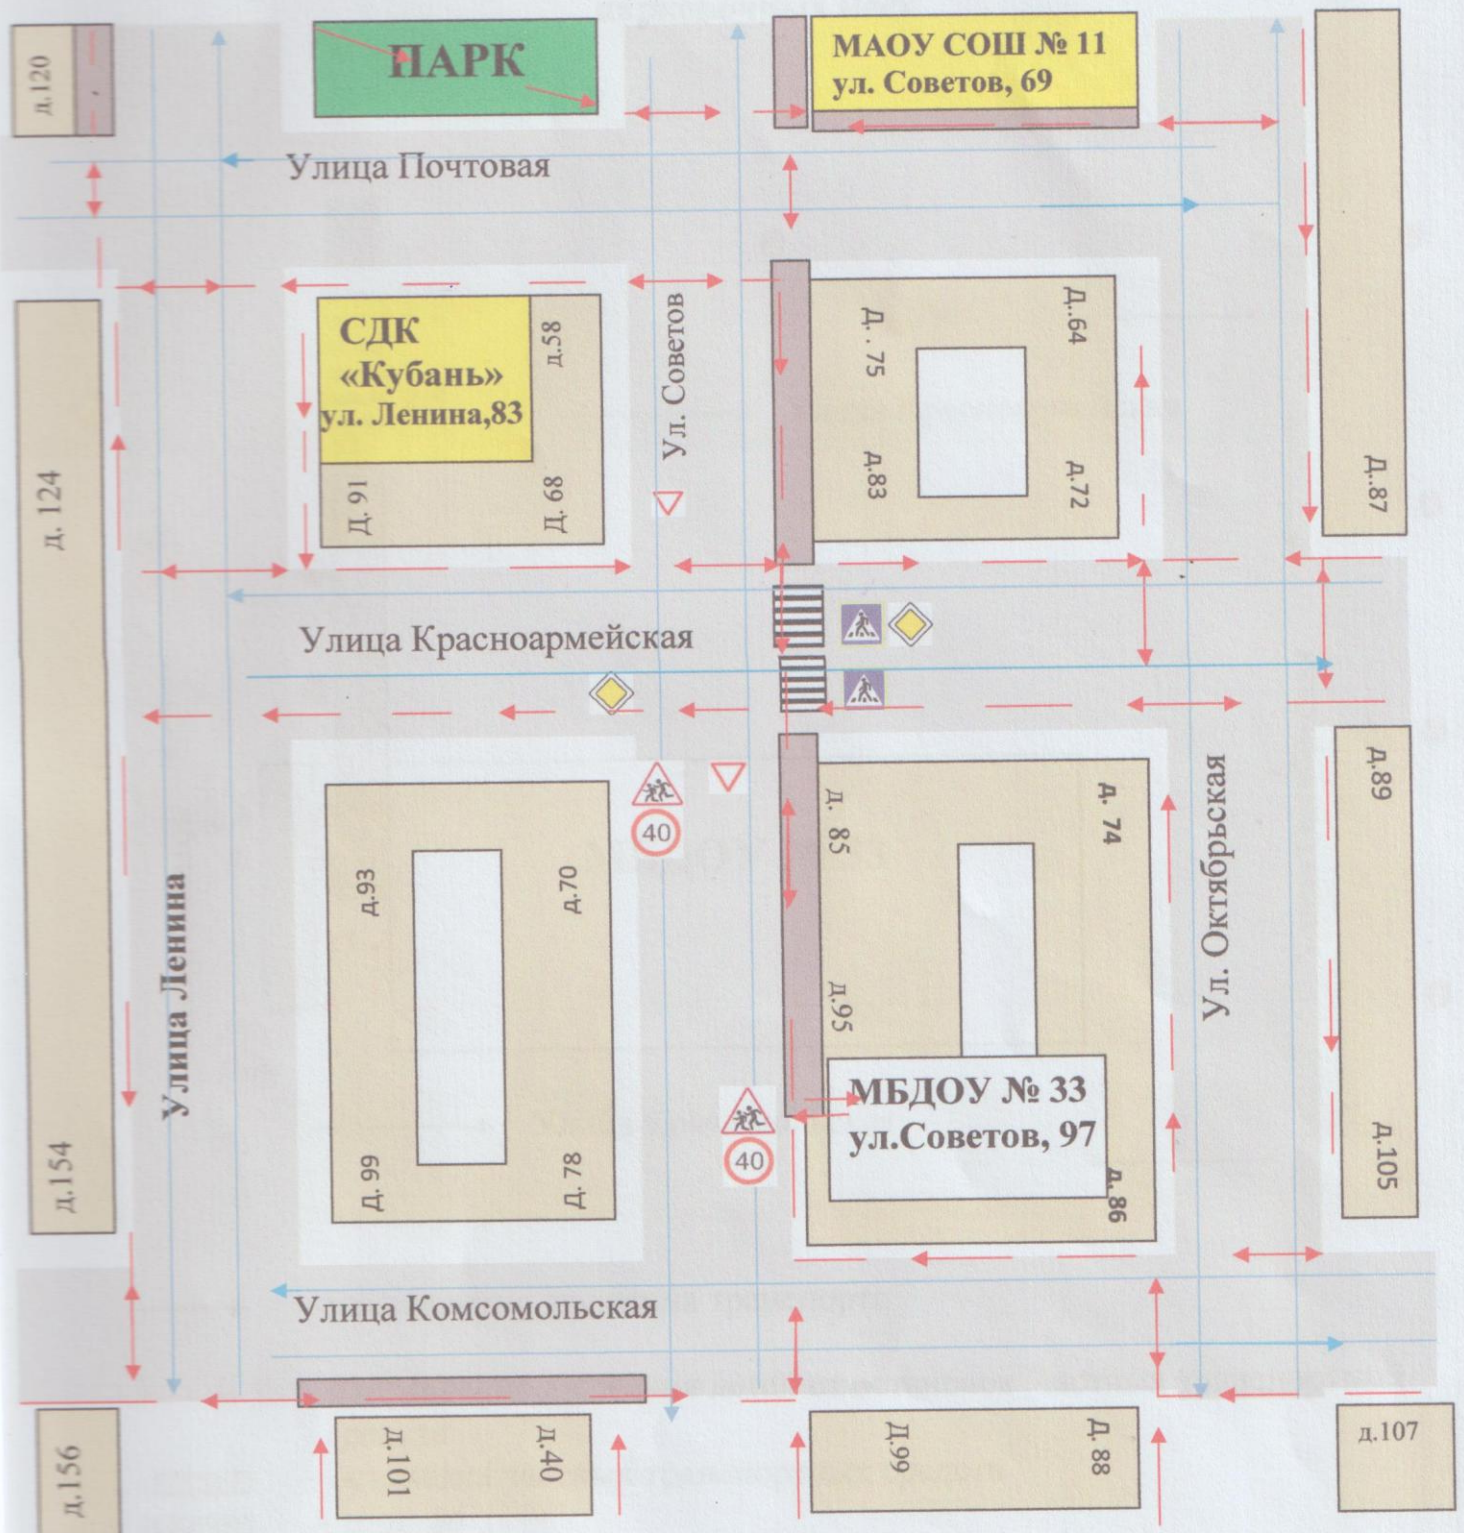 д.120
ПАРК
МАОУ СОШ № 11
ул. Советов, 69
Улица Почтовая
СДК
«Кубань»
ул. Ленина,83
д.58
Д. 91
Д. 68
Ул. Советов
Д. . 75
Д..64
д.83
д.72
Д..87
д. 124
Улица Красноармейская
д.93
д.70
Д. 99
Д. 78
40
д. 85
д. 74
д.95
Ул. Октябрьская
д.89
д.105
Улица Ленина
д.154
40
МБДОУ № 33
ул.Советов, 97
д. 86
Улица Комсомольская
д.156
д.101
д.40
Д.99
Д. 88
д.107